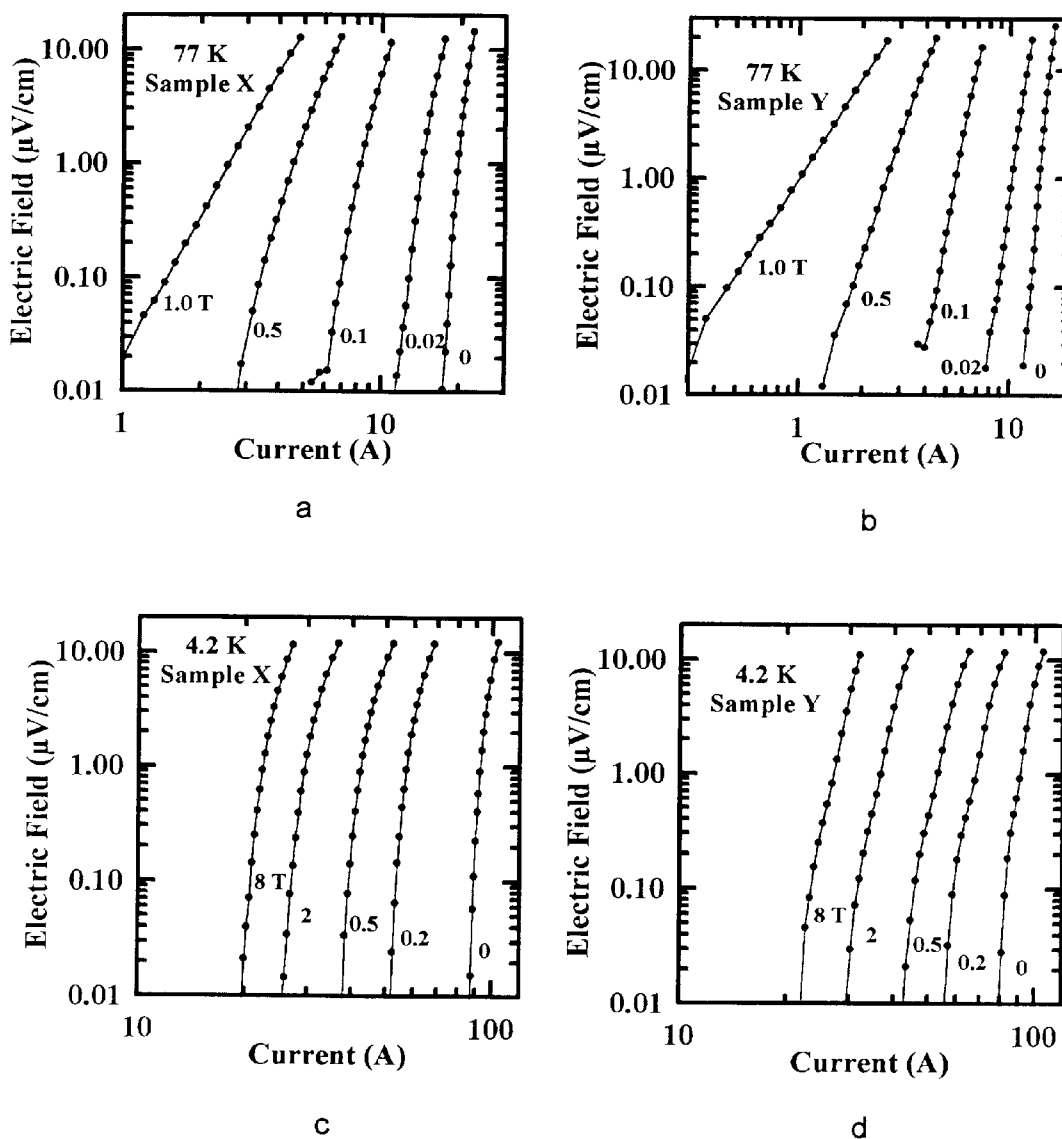 Electric Field (µV/cm)
10.00
1.00
0.10
0.01
77 K
Sample X
1.0 T
0.5
0.1
0.02
0
1
10
Current (A)
a
Electric Field (µV/cm)
10.00
1.00
0.10
0.01
77 K
Sample Y
1.0 T
0.5
0.1
0.02
0
1
10
Current (A)
b
Electric Field (µV/cm)
10.00
1.00
0.10
0.01
4.2 K
Sample X
8 T
2
0.5
0.2
0
10
100
Current (A)
c
Electric Field (µV/cm)
10.00
1.00
0.10
0.01
4.2 K
Sample Y
8 T
2
0.5
0.2
0
10
100
Current (A)
d